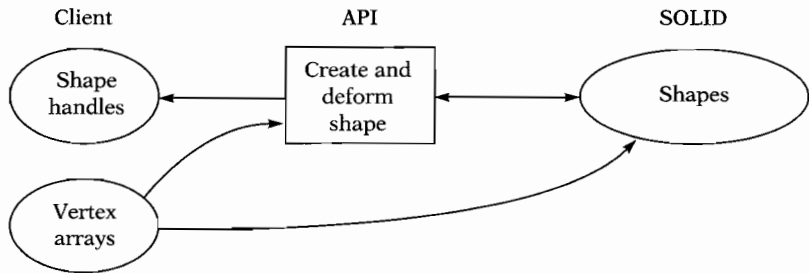 Client
API
SOLID
Shape
handles
Create and
deform
shape
Shapes
Vertex
arrays